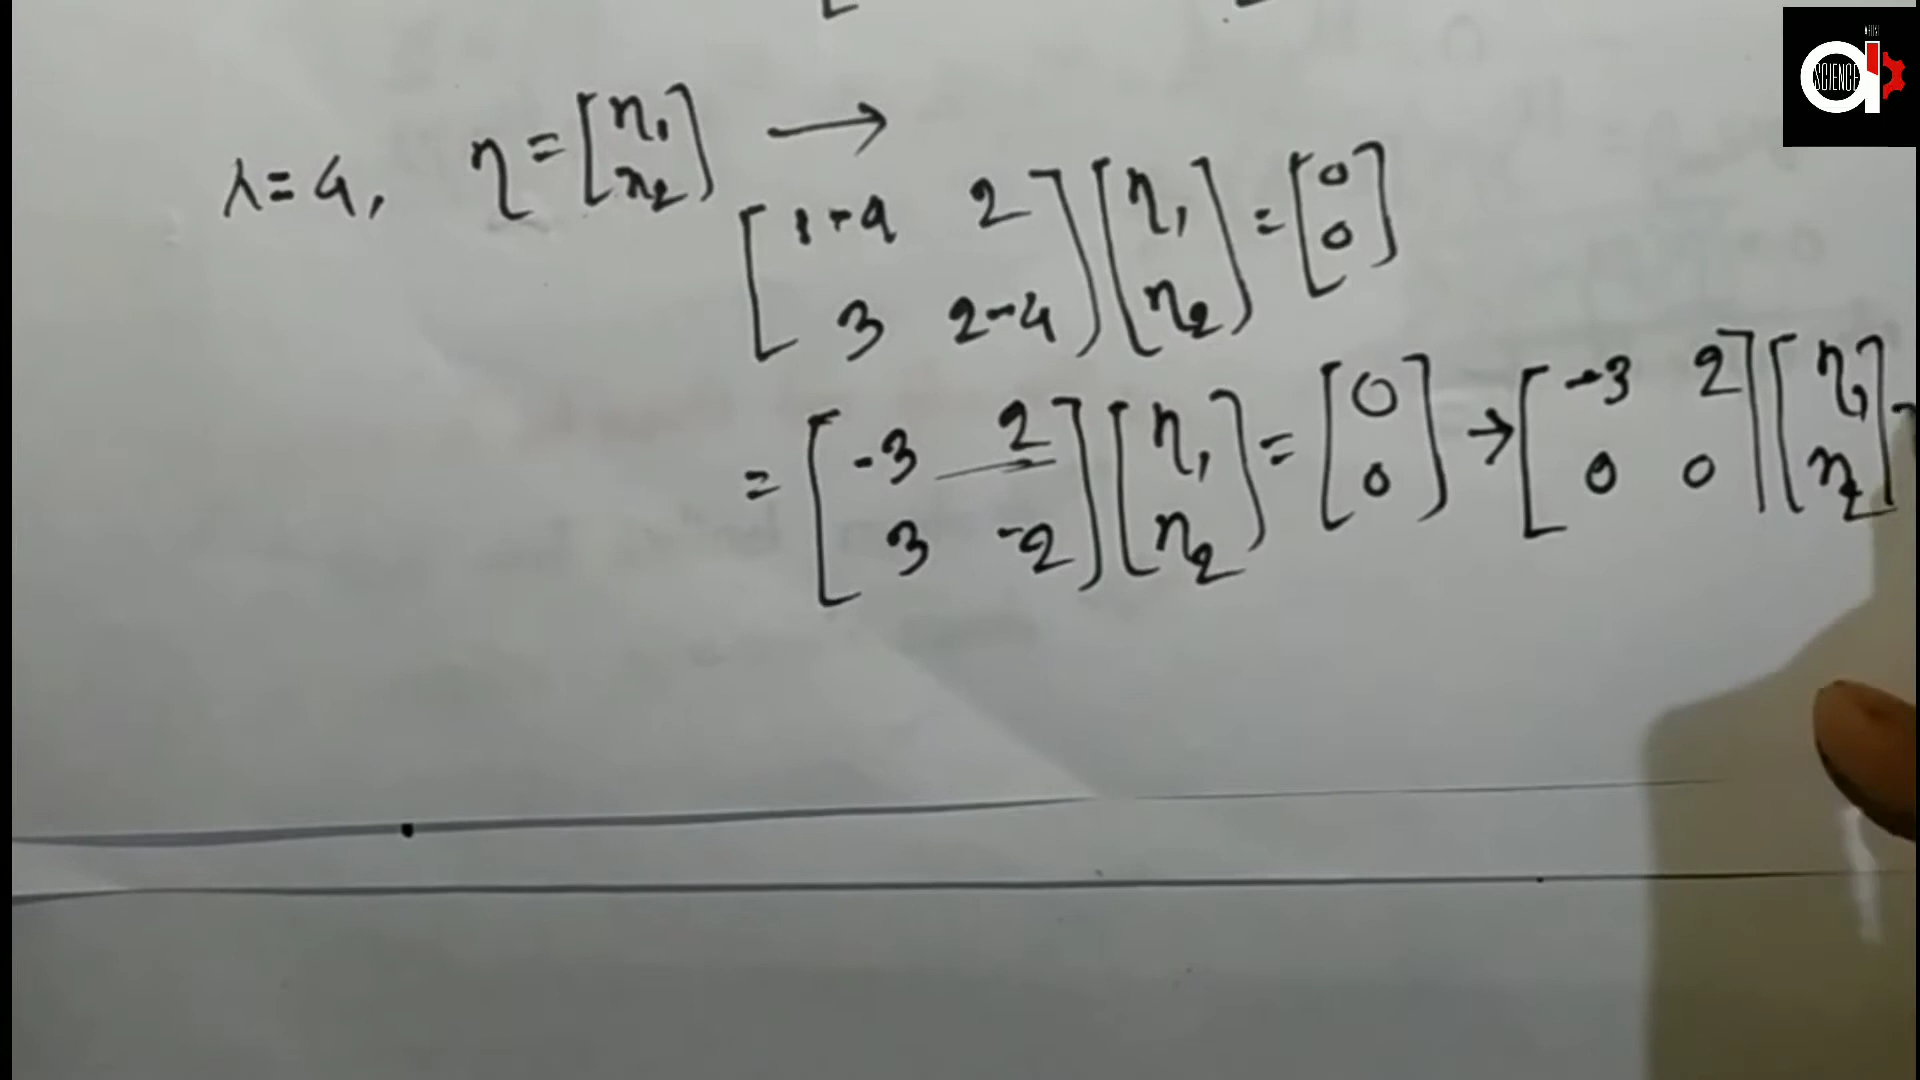 λ = 4, η = [η1 η2] →
[1-4 2 3 2-4] [η1 η2] = [0 0]
= [-3 2 3 -2] [η1 η2] = [0 0] → [-3 2 0 0] [η1 η2]
SCIENCE